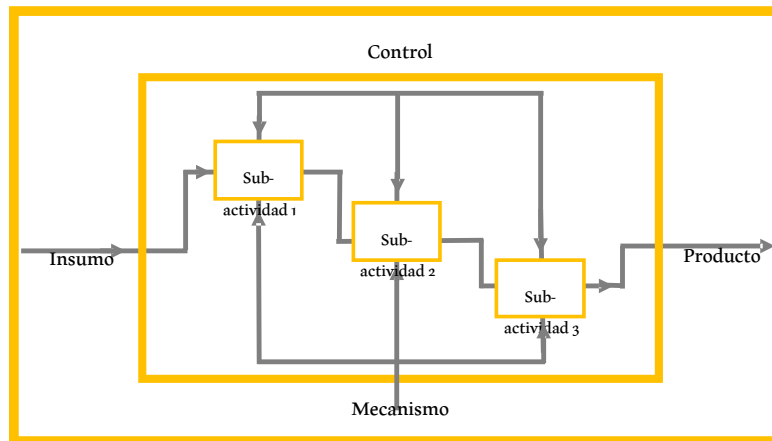 Control
Sub-
actividad 1
Sub-
actividad 2
Sub-
actividad 3
Insumo
Producto
Mecanismo